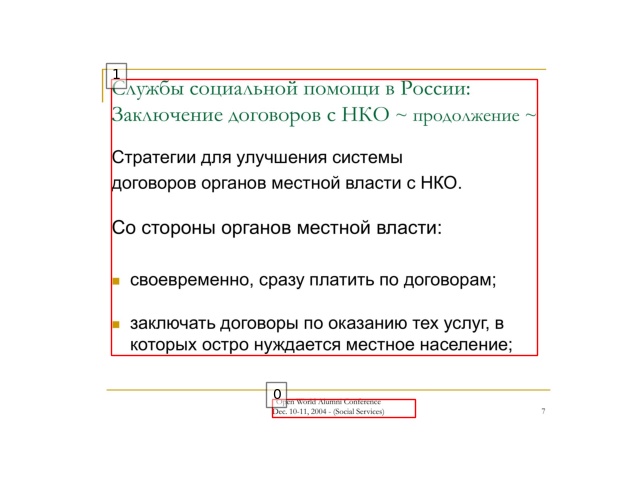 Службы социальной помощи в России:
Заключение договоров с НКО ~ продолжение ~
Стратегии для улучшения системы
договоров органов местной власти с НКО.
Со стороны органов местной власти:
своевременно, сразу платить по договорам;
заключать договоры по оказанию тех услуг, в
которых остро нуждается местное население;
Open World Alumni Conference
Dec. 10-11, 2004 - (Social Services)
7
1
0